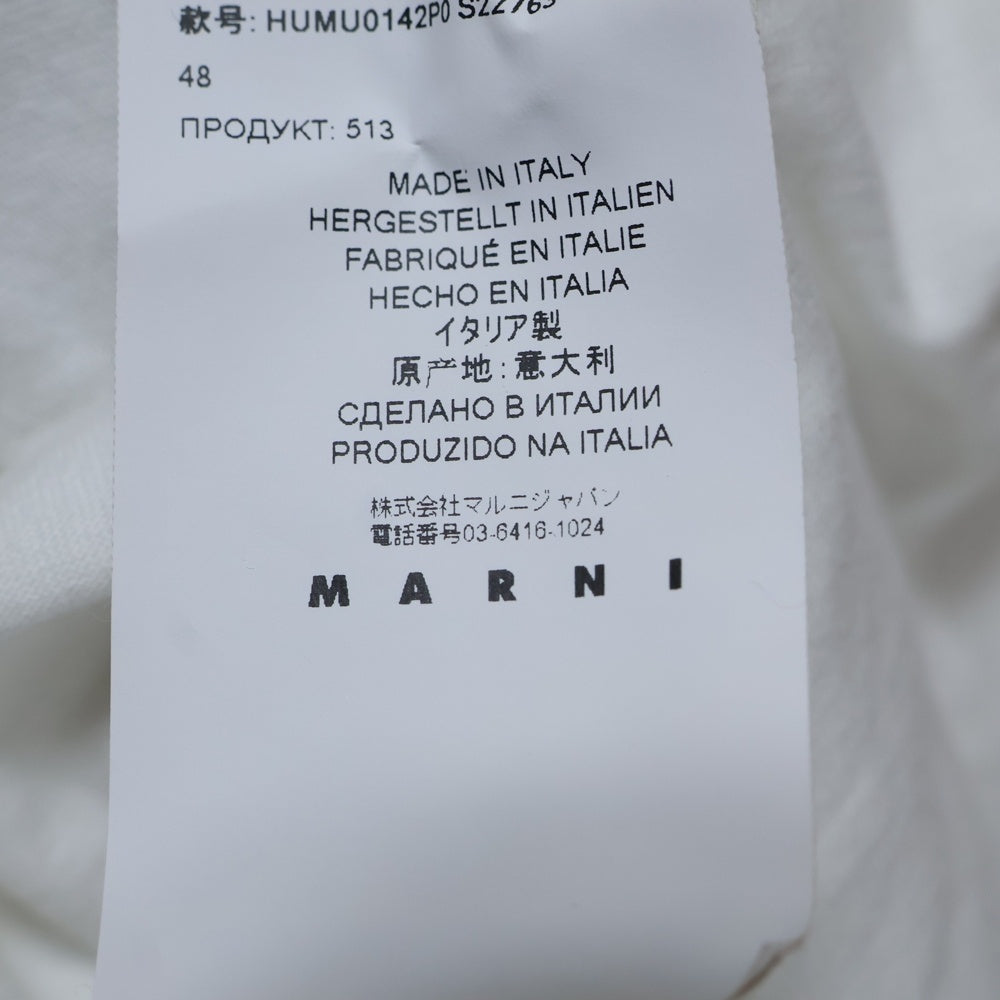 款号: HUMU0142P0 S22763
48
ПРОДУКТ: 513
MADE IN ITALY
HERGESTELLT IN ITALIEN
FABRIQUÉ EN ITALIE
HECHO EN ITALIA
イタリア製
原产地: 意大利
СДЕЛАНО В ИТАЛИИ
PRODUZIDO NA ITALIA
株式会社マルニジャパン
電話番号03-6416-1024
MARNI